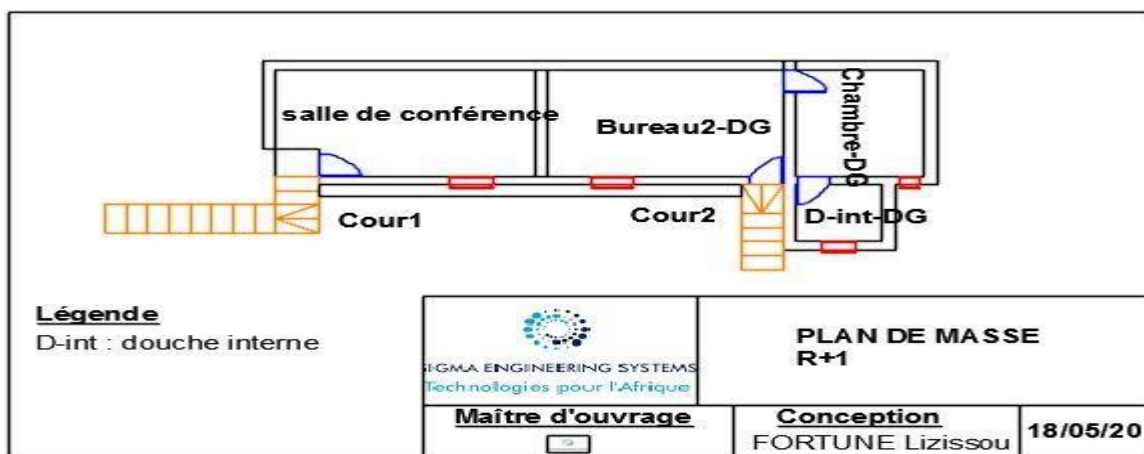 salle de conférence
Bureau2-DG
Chambre-DG
Cour1
Cour2
D-int-DG
Légende
D-int : douche interne
IGMA ENGINEERING SYSTEMS
Technologies pour l'Afrique
PLAN DE MASSE
R+1
Maître d'ouvrage
Conception
FORTUNE Lizissou
18/05/20